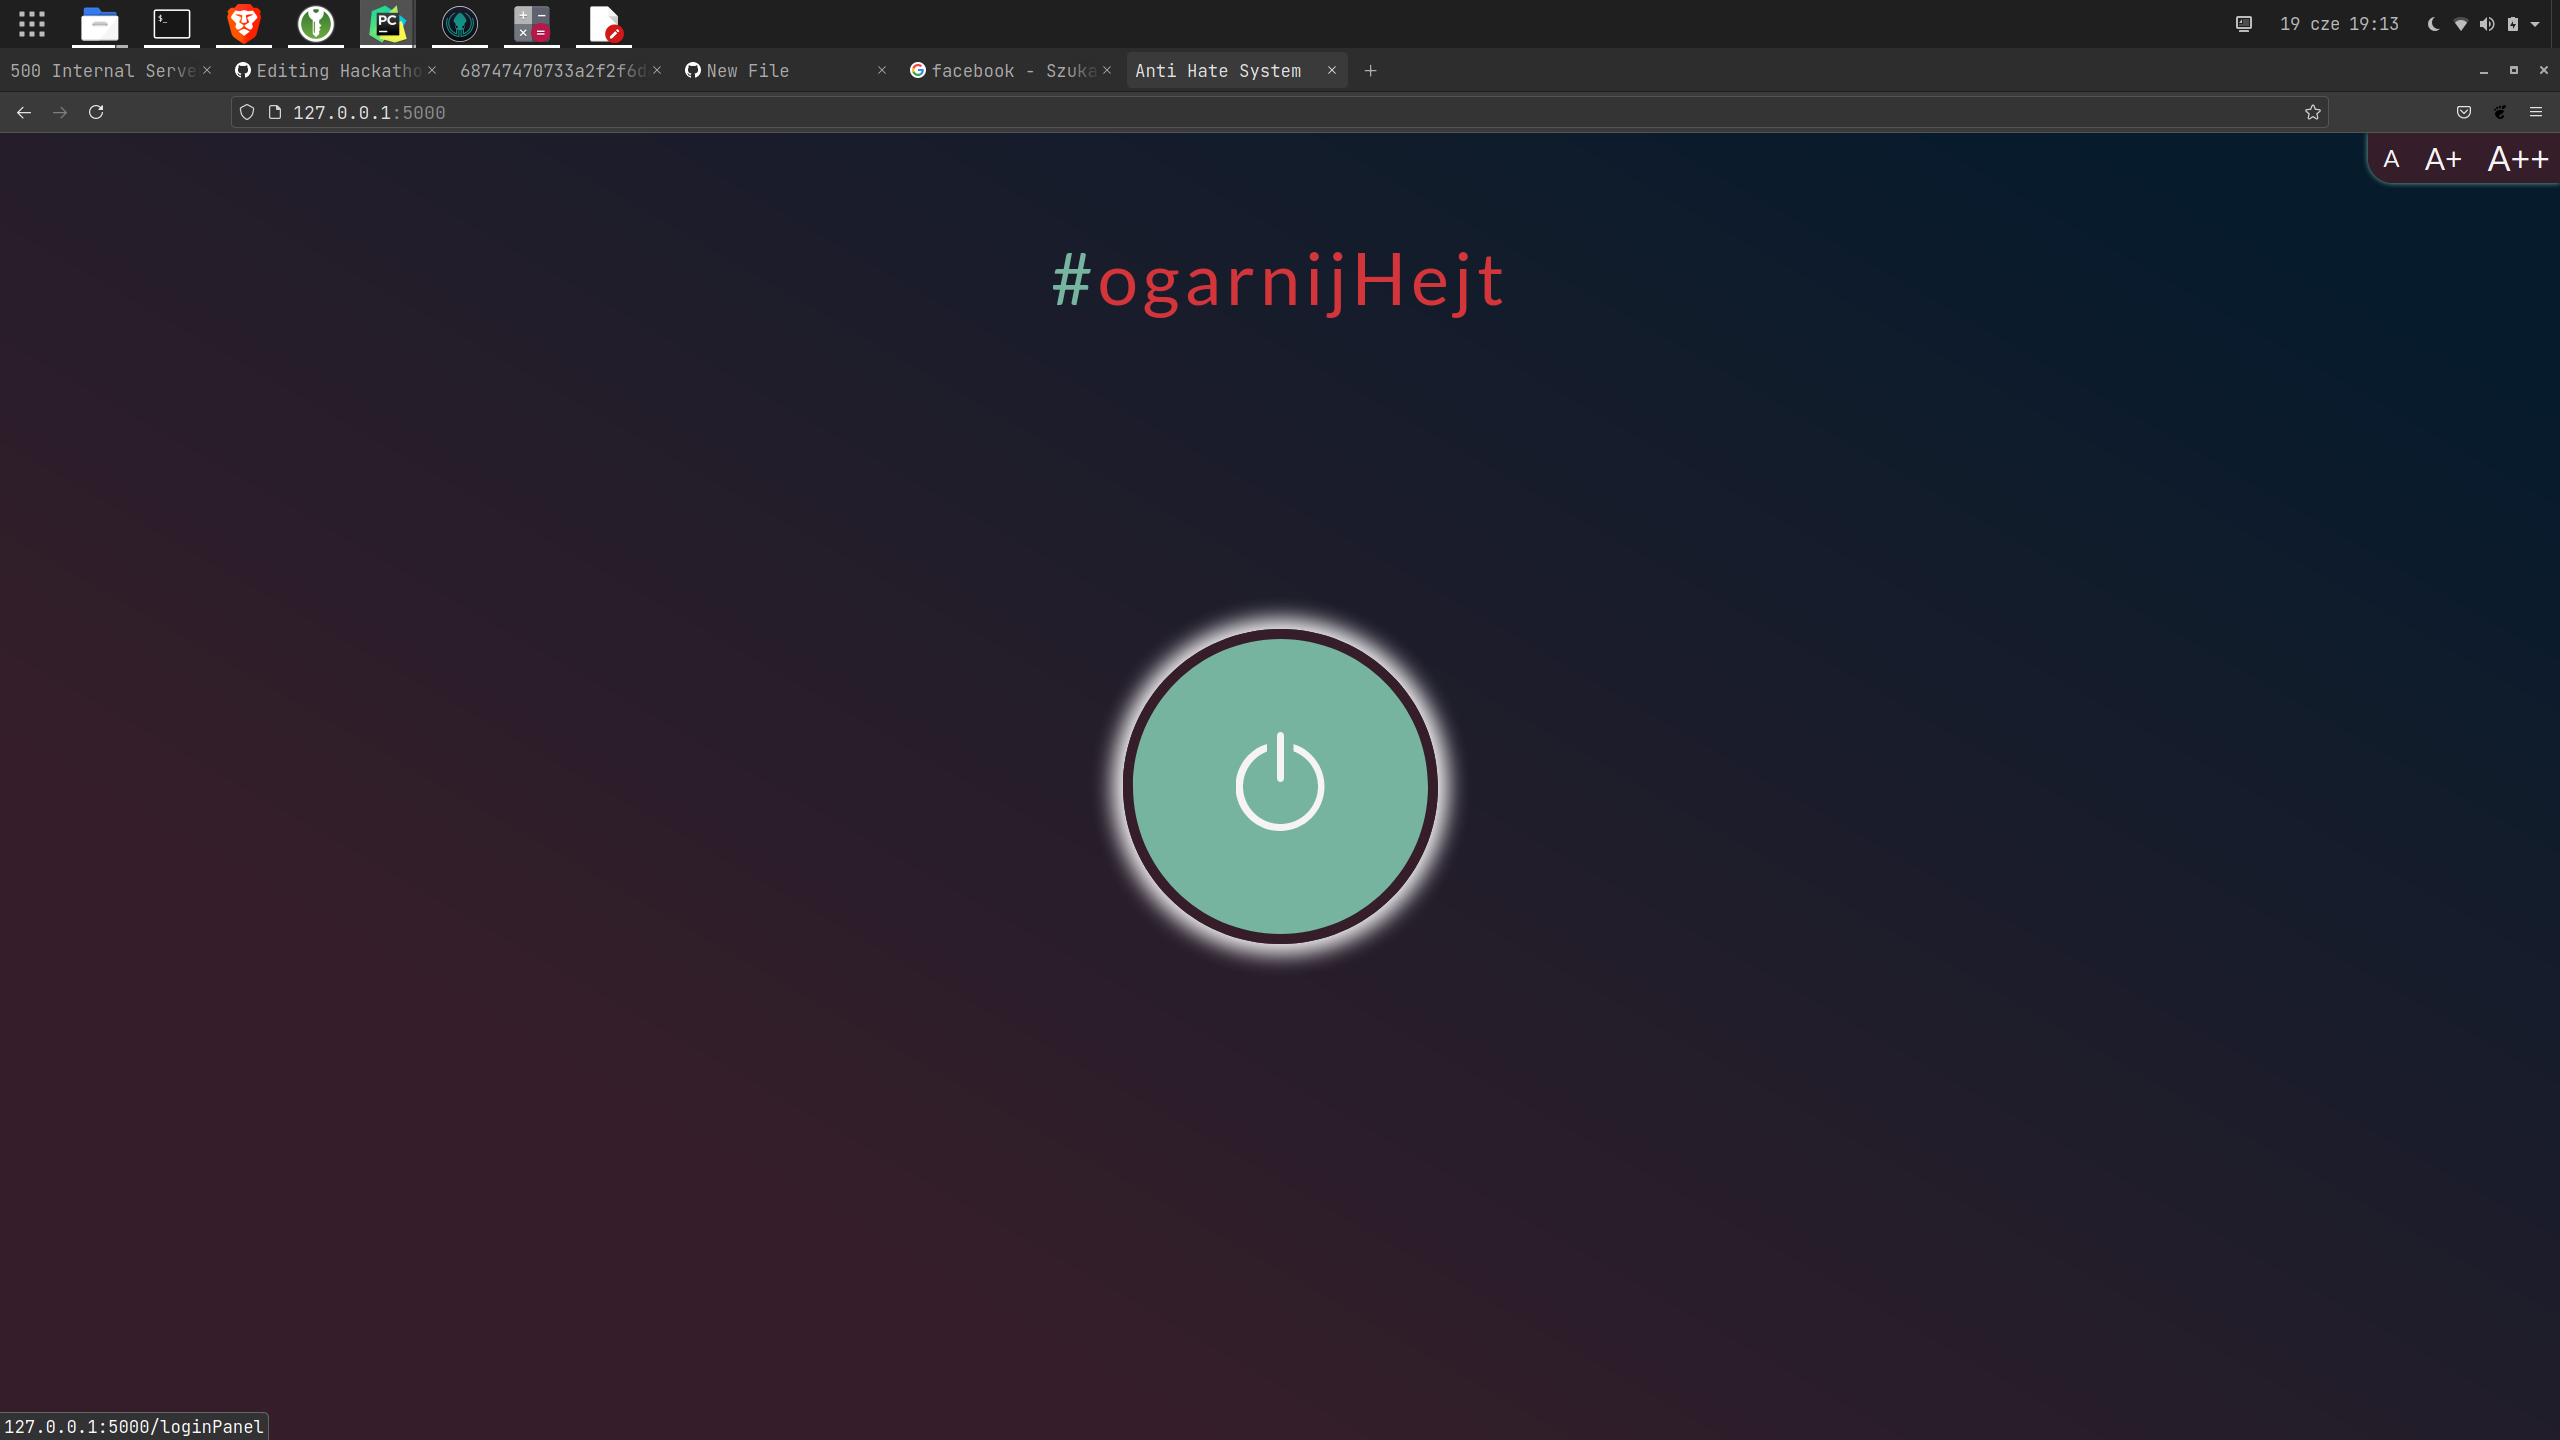 19 cze 19:13
500 Internal Serve
Editing Hackatho
68747470733a2f2f6d
New File
facebook - Szuka
Anti Hate System
127.0.0.1:5000
A A+ A++
#ogarnijHejt
127.0.0.1:5000/loginPanel